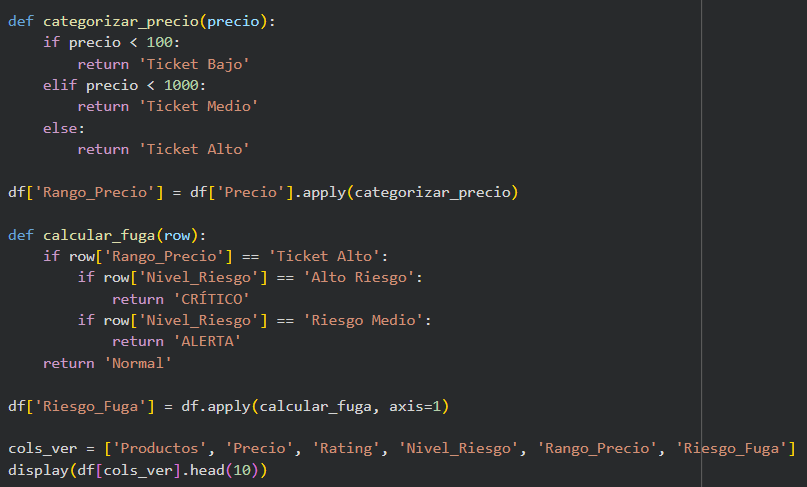 def categorizar_precio(precio):
    if precio < 100:
        return 'Ticket Bajo'
    elif precio < 1000:
        return 'Ticket Medio'
    else:
        return 'Ticket Alto'

df['Rango_Precio'] = df['Precio'].apply(categorizar_precio)

def calcular_fuga(row):
    if row['Rango_Precio'] == 'Ticket Alto':
        if row['Nivel_Riesgo'] == 'Alto Riesgo':
            return 'CRÍTICO'
        if row['Nivel_Riesgo'] == 'Riesgo Medio':
            return 'ALERTA'
    return 'Normal'

df['Riesgo_Fuga'] = df.apply(calcular_fuga, axis=1)

cols_ver = ['Productos', 'Precio', 'Rating', 'Nivel_Riesgo', 'Rango_Precio', 'Riesgo_Fuga']
display(df[cols_ver].head(10))